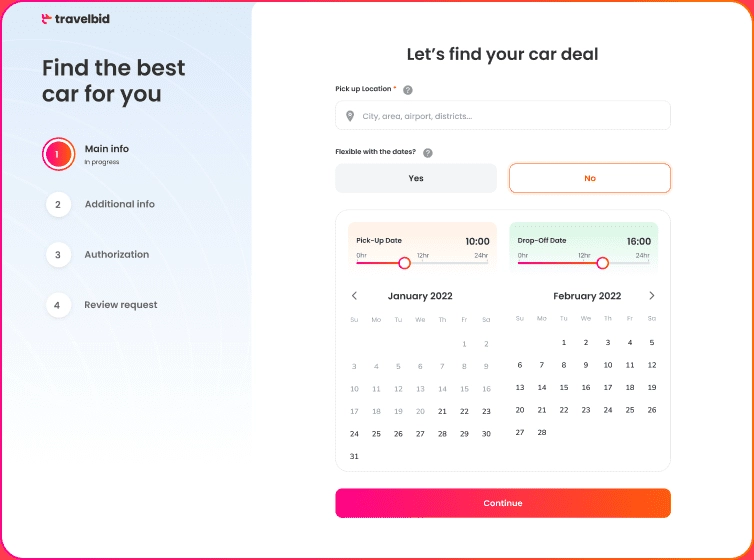 travelbid
Find the best
car for you
1 Main info
In progress
2 Additional info
3 Authorization
4 Review request
Let's find your car deal
Pick up Location * ?
City, area, airport, districts...
Flexible with the dates? ?
Yes No
Pick-Up Date 10:00
0hr 12hr 24hr
Drop-Off Date 16:00
0hr 12hr 24hr
January 2022
Su Mo Tu We Th Fr Sa
1 2
3 4 5 6 7 8 9
10 11 12 13 14 15 16
17 18 19 20 21 22 23
24 25 26 27 28 29 30
31
February 2022
Su Mo Tu We Th Fr Sa
1 2 3 4 5
6 7 8 9 10 11 12
13 14 15 16 17 18 19
20 21 22 23 24 25 26
27 28
Continue